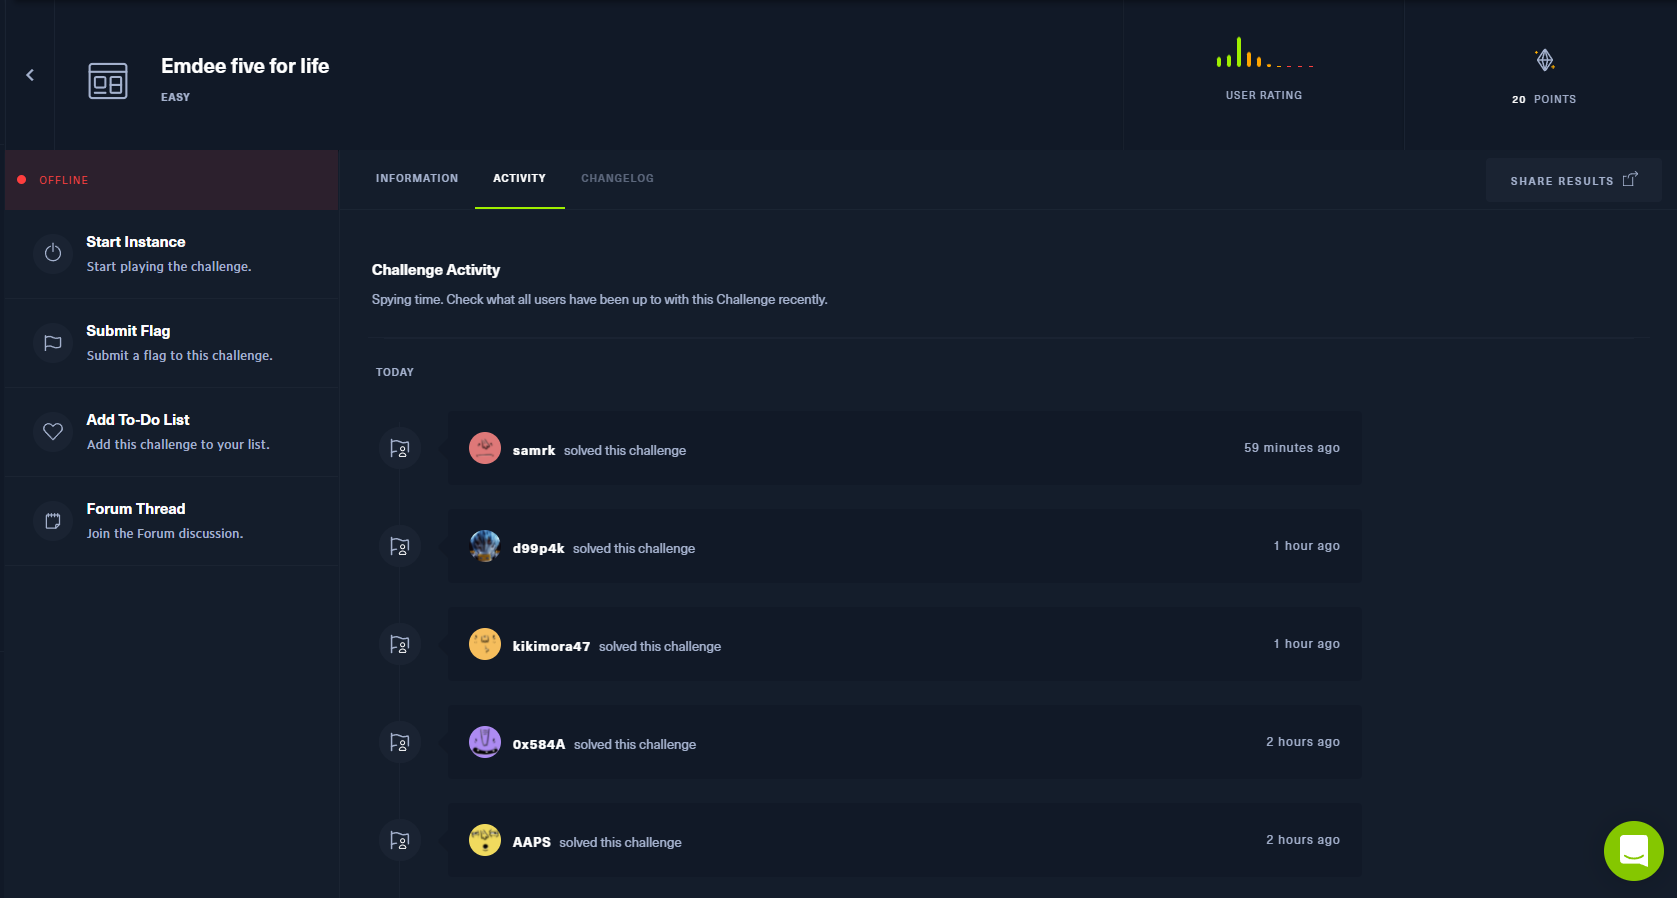 Emdee five for life
EASY
USER RATING
20 POINTS
OFFLINE
INFORMATION ACTIVITY CHANGELOG
SHARE RESULTS
Start Instance
Start playing the challenge.
Submit Flag
Submit a flag to this challenge.
Add To-Do List
Add this challenge to your list.
Forum Thread
Join the Forum discussion.
Challenge Activity
Spying time. Check what all users have been up to with this Challenge recently.
TODAY
samrk solved this challenge 59 minutes ago
d99p4k solved this challenge 1 hour ago
kikimora47 solved this challenge 1 hour ago
0x584A solved this challenge 2 hours ago
AAPS solved this challenge 2 hours ago